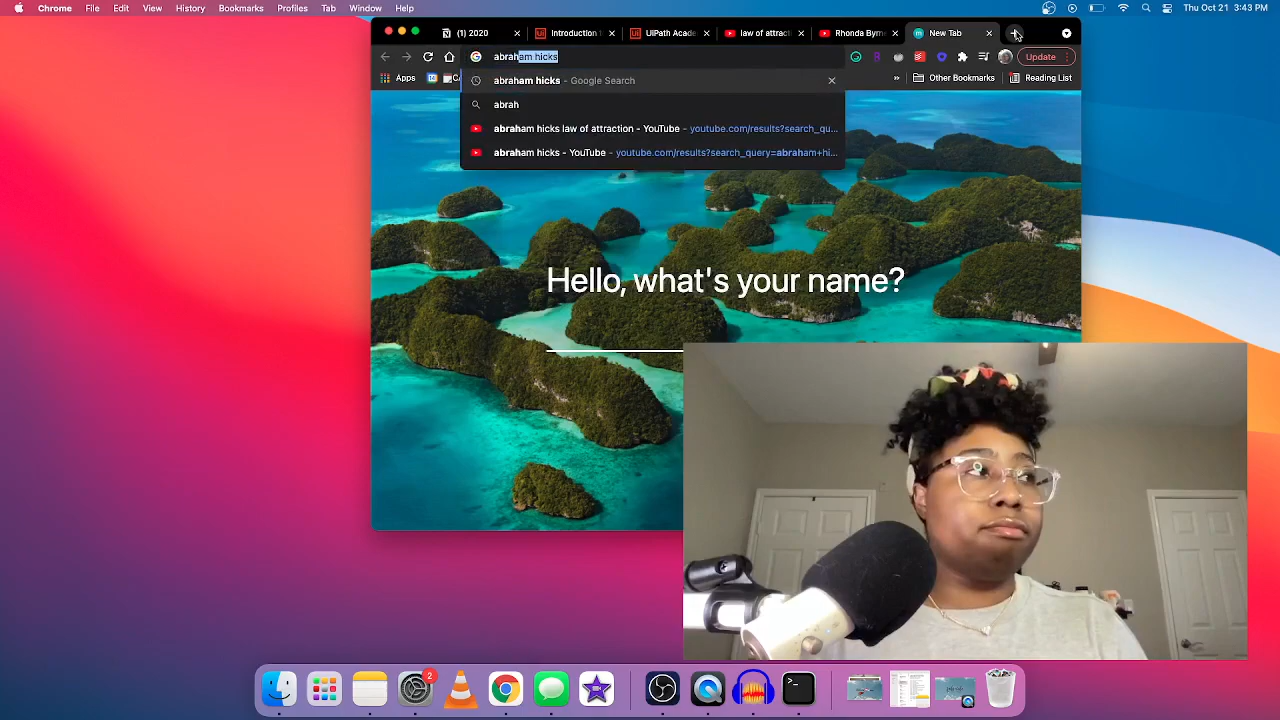 Chrome File Edit View History Bookmarks Profiles Tab Window Help Thu Oct 21 3:43 PM
(1) 2020 Introduction t UiPath Acade law of attracti Rhonda Byrne New Tab
abraham hicks Update
Apps Other Bookmarks Reading List
abraham hicks - Google Search
abrah
abraham hicks law of attraction - YouTube - youtube.com/results?search_qu...
abraham hicks - YouTube - youtube.com/results?search_query=abraham+hi...
Hello, what's your name?
2